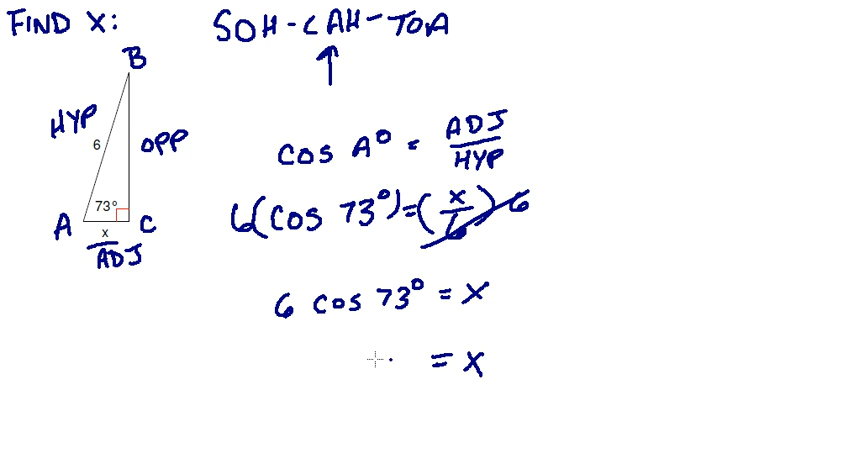 FIND X:
SOH-CAH-TOA
B
HYP
6
OPP
73°
A
C
x
ADJ
cos A° = ADJ/HYP
6(cos 73°) = (x/6) 6
6 cos 73° = x
= x